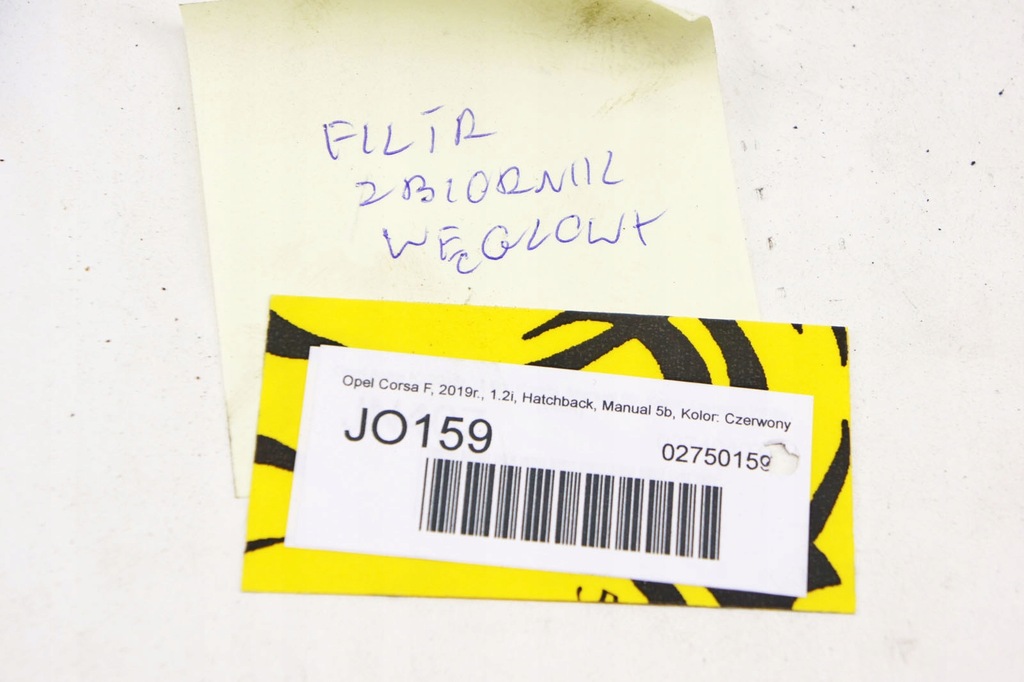 FILTR
ZBIORNIK
WĘGLOWY
Opel Corsa F, 2019r., 1.2i, Hatchback, Manual 5b, Kolor: Czerwony
JO159
02750159